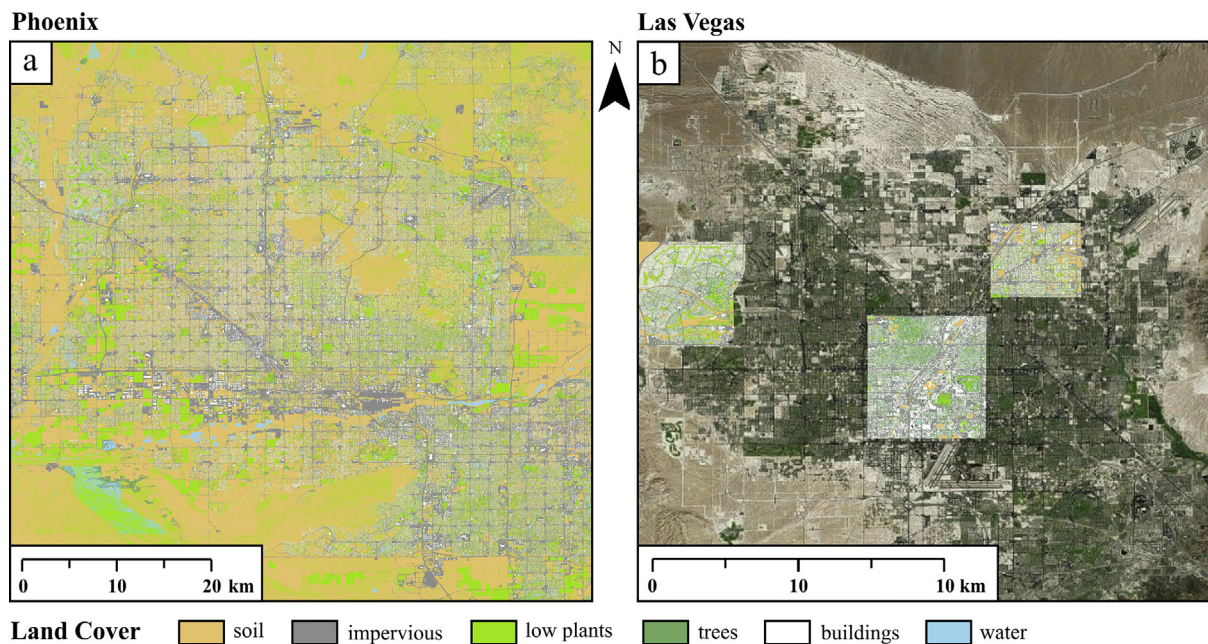 Phoenix
Las Vegas
a
N
b
0 10 20 km
0 10 10 km
Land Cover soil impervious low plants trees buildings water